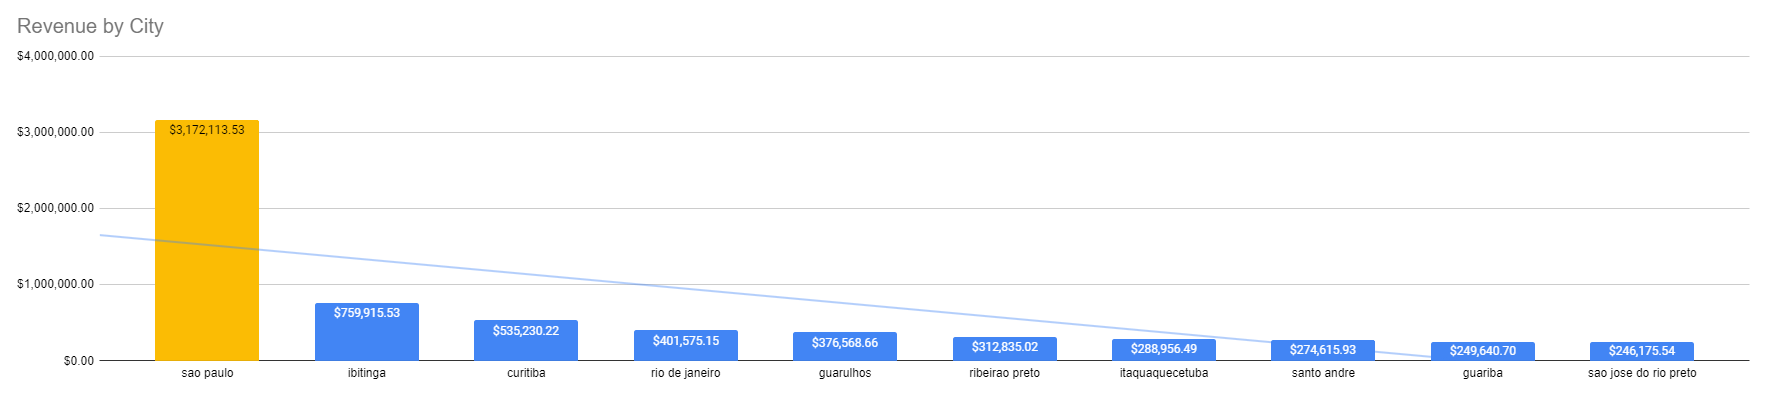 Revenue by City
$4,000,000.00
$3,000,000.00
$2,000,000.00
$1,000,000.00
$0.00
$3,172,113.53
$759,915.53
$535,230.22
$401,575.15
$376,568.66
$312,835.02
$288,956.49
$274,615.93
$249,640.70
$246,175.54
sao paulo
ibitinga
curitiba
rio de janeiro
guarulhos
ribeirao preto
itaquaquecetuba
santo andre
guariba
sao jose do rio preto